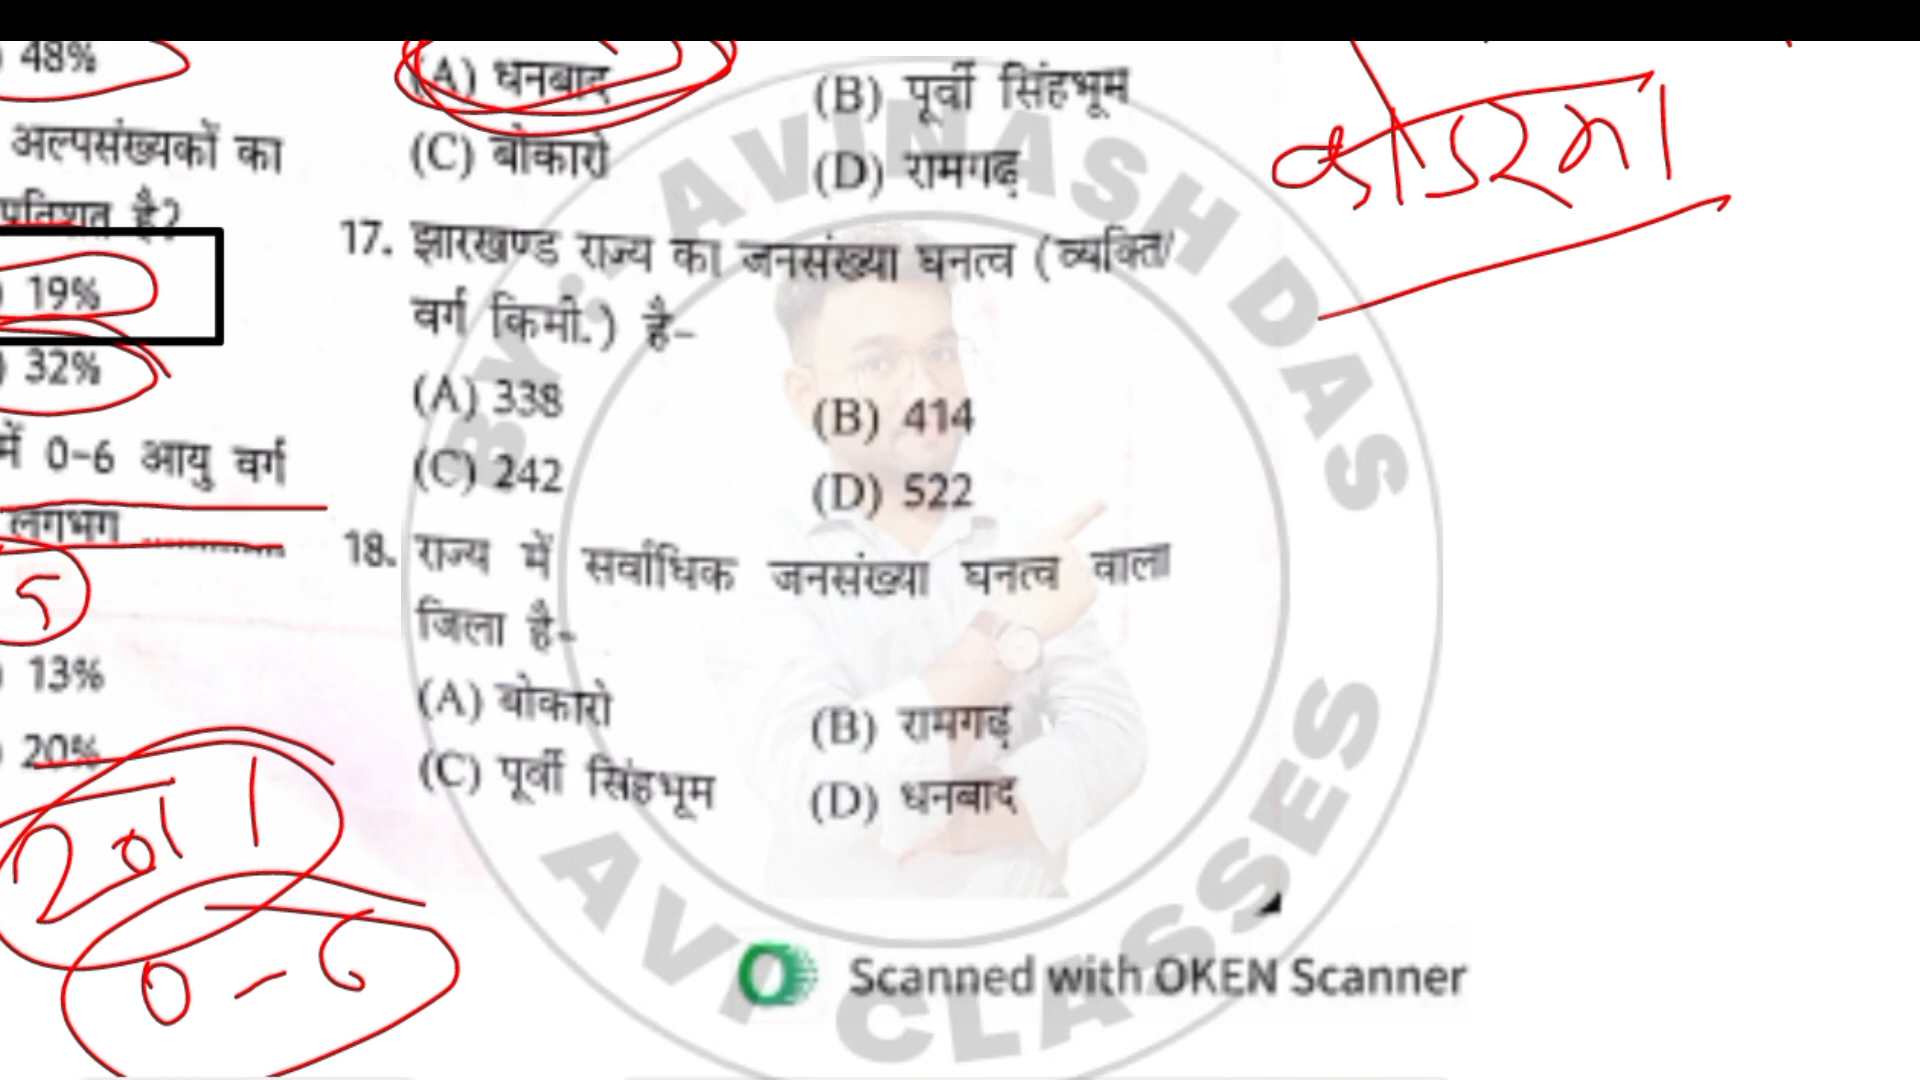 48%
अल्पसंख्यकों का
प्रतिशत है?
19%
32%
में 0-6 आयु वर्ग
लगभग ............
5
13%
20%
2011
0-6
(A) धनबाद
(B) पूर्वी सिंहभूम
(C) बोकारो
(D) रामगढ़
17. झारखण्ड राज्य का जनसंख्या घनत्व (व्यक्ति/
वर्ग किमी.) है-
(A) 338
(B) 414
(C) 242
(D) 522
18. राज्य में सर्वाधिक जनसंख्या घनत्व वाला
जिला है-
(A) बोकारो
(B) रामगढ़
(C) पूर्वी सिंहभूम
(D) धनबाद
कोडरमा
BY:- AVINASH DAS
AVI CLASSES
Scanned with OKEN Scanner